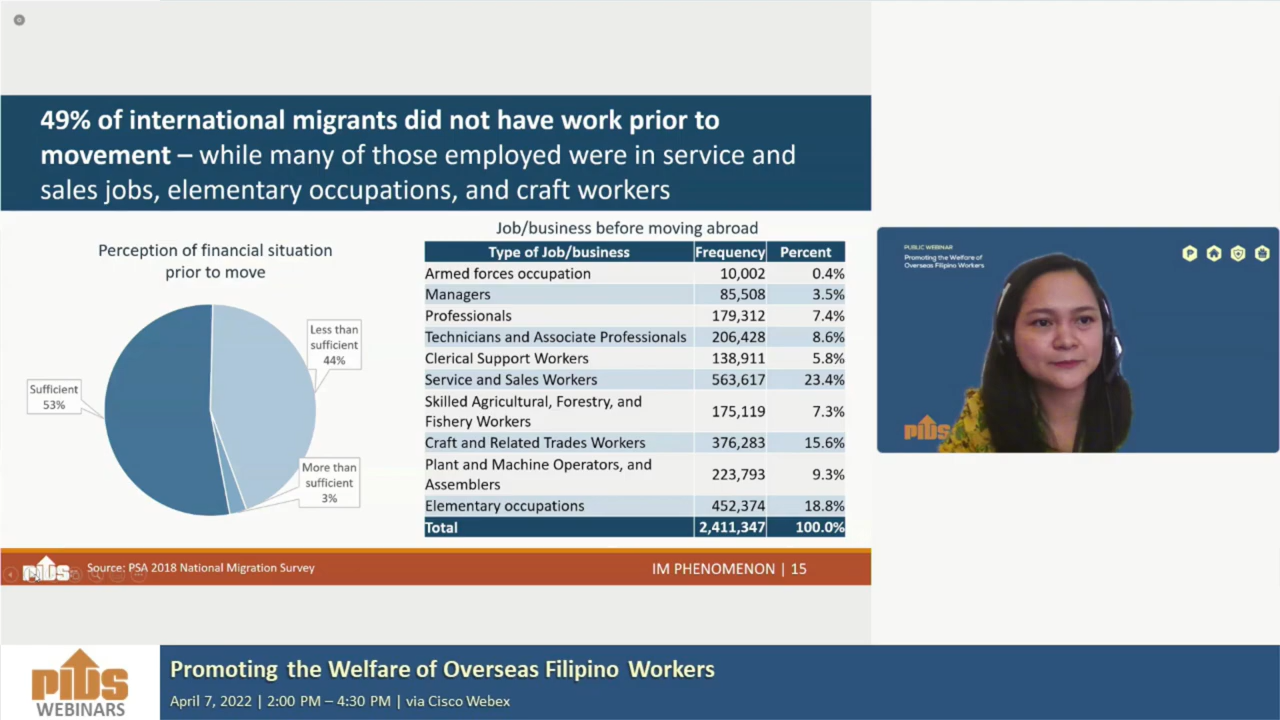 49% of international migrants did not have work prior to
movement – while many of those employed were in service and
sales jobs, elementary occupations, and craft workers
Perception of financial situation
prior to move
Less than
sufficient
44%
Sufficient
53%
More than
sufficient
3%
Job/business before moving abroad
Type of Job/business Frequency Percent
Armed forces occupation 10,002 0.4%
Managers 85,508 3.5%
Professionals 179,312 7.4%
Technicians and Associate Professionals 206,428 8.6%
Clerical Support Workers 138,911 5.8%
Service and Sales Workers 563,617 23.4%
Skilled Agricultural, Forestry, and
Fishery Workers 175,119 7.3%
Craft and Related Trades Workers 376,283 15.6%
Plant and Machine Operators, and
Assemblers 223,793 9.3%
Elementary occupations 452,374 18.8%
Total 2,411,347 100.0%
PIDS
Source: PSA 2018 National Migration Survey
IM PHENOMENON | 15
PUBLIC WEBINAR
Promoting the Welfare of
Overseas Filipino Workers
PIDS
PIDS
WEBINARS
Promoting the Welfare of Overseas Filipino Workers
April 7, 2022 | 2:00 PM – 4:30 PM | via Cisco Webex